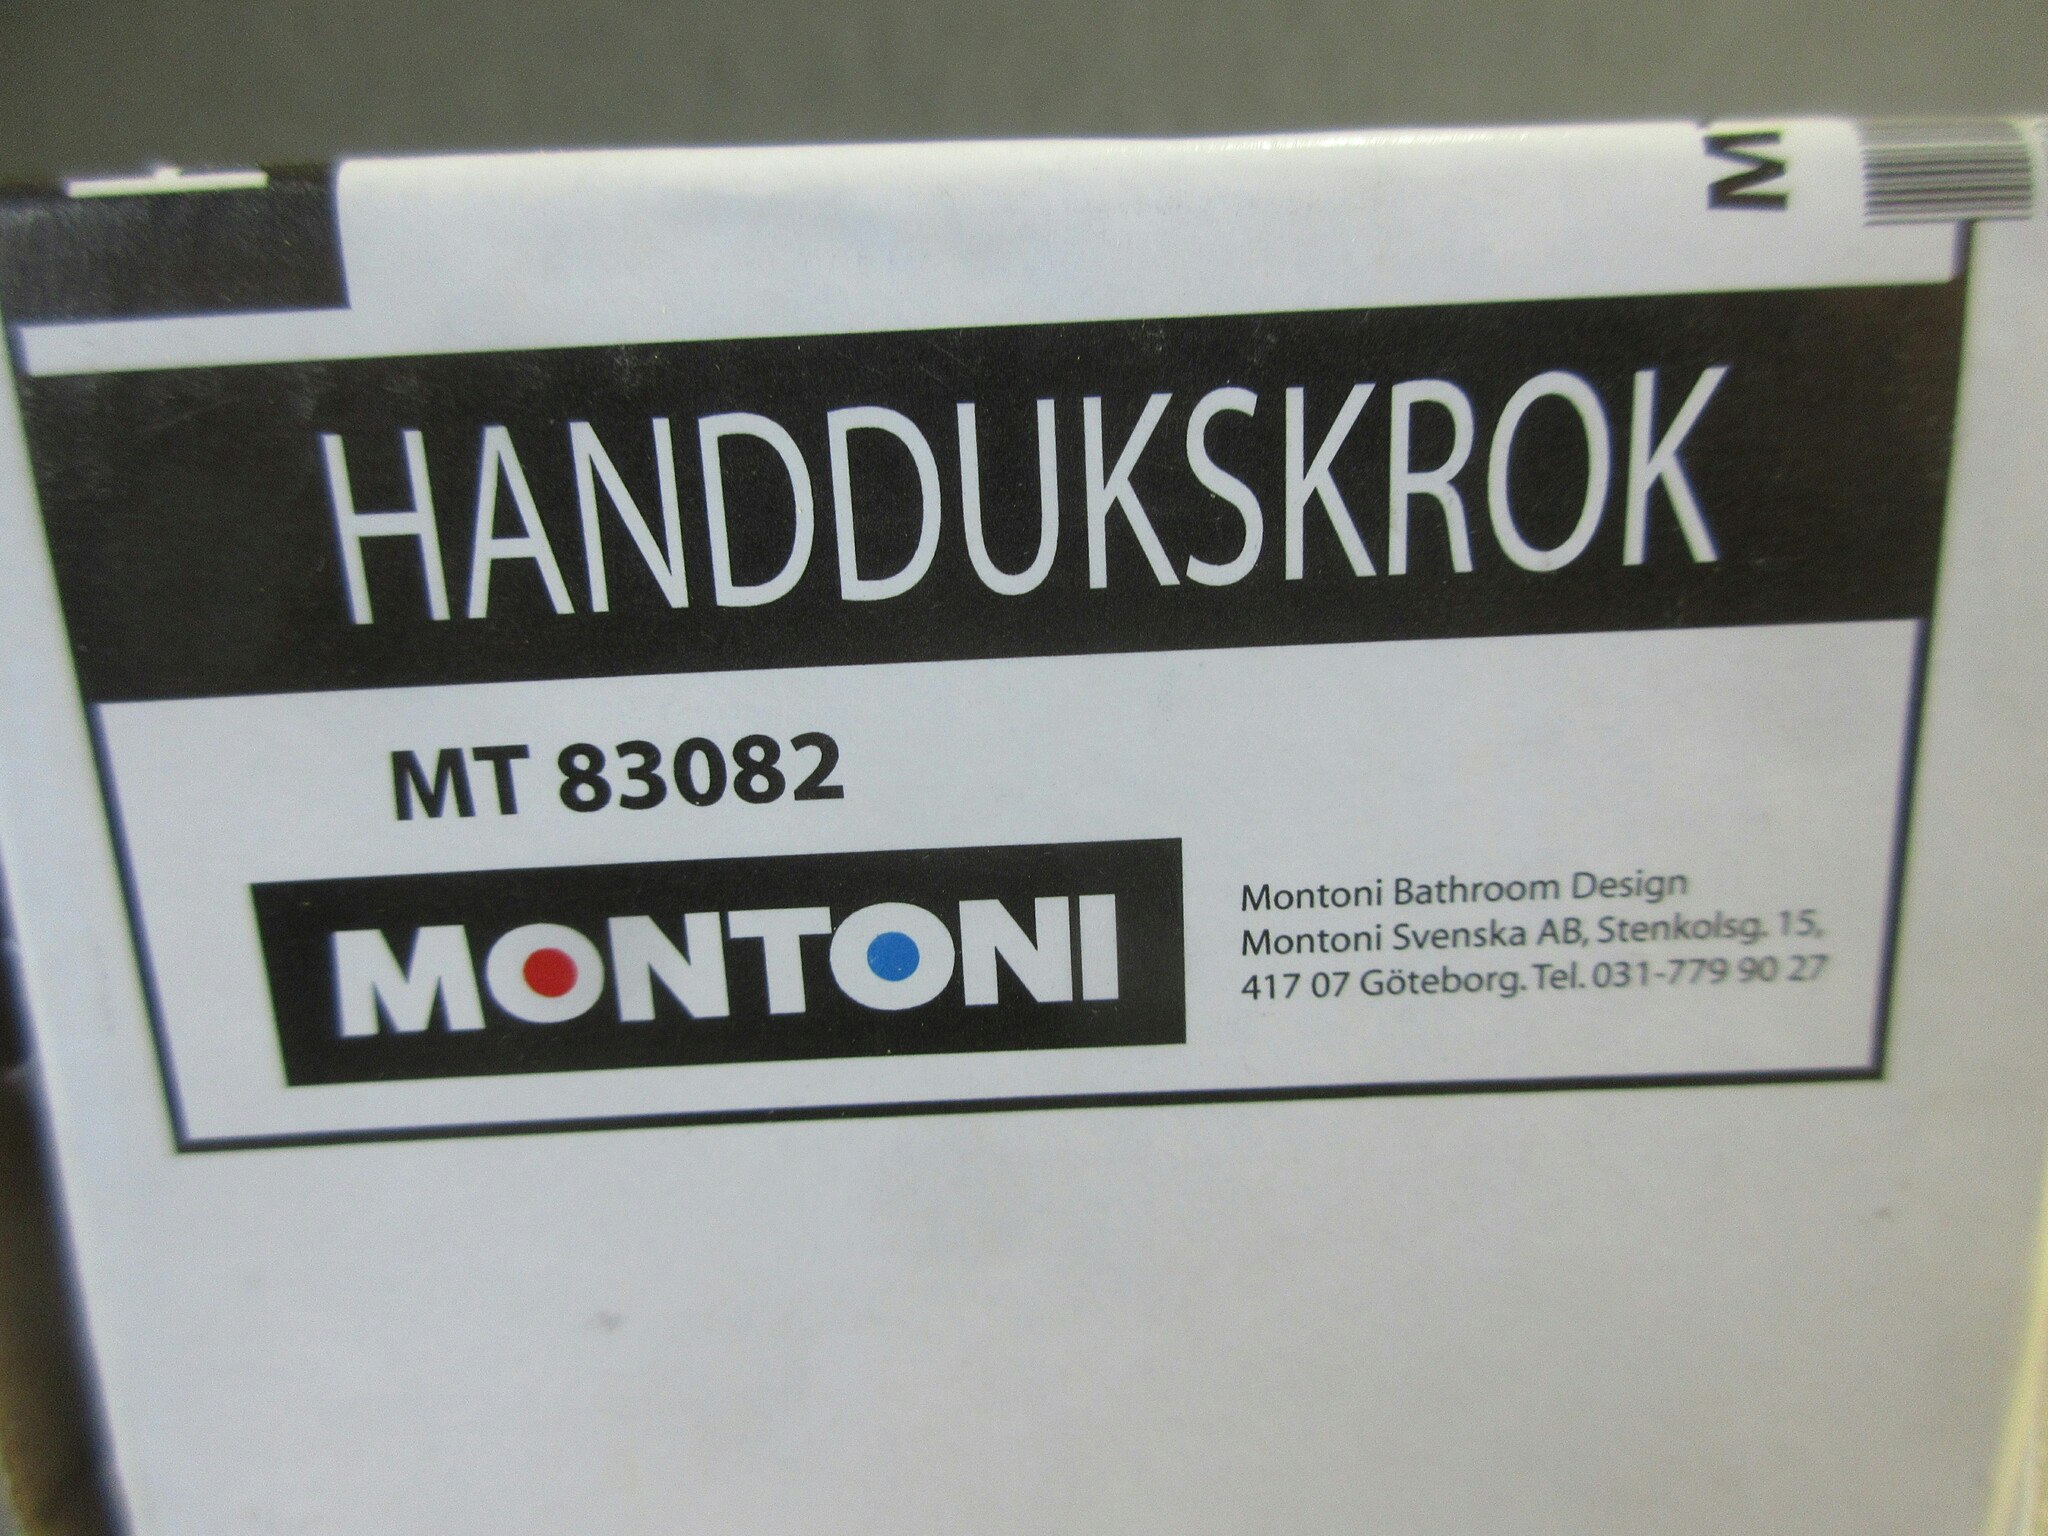 M
HANDDUKSKROK
MT 83082
MONTONI
Montoni Bathroom Design
Montoni Svenska AB, Stenkolsg. 15,
417 07 Göteborg. Tel. 031-779 90 27